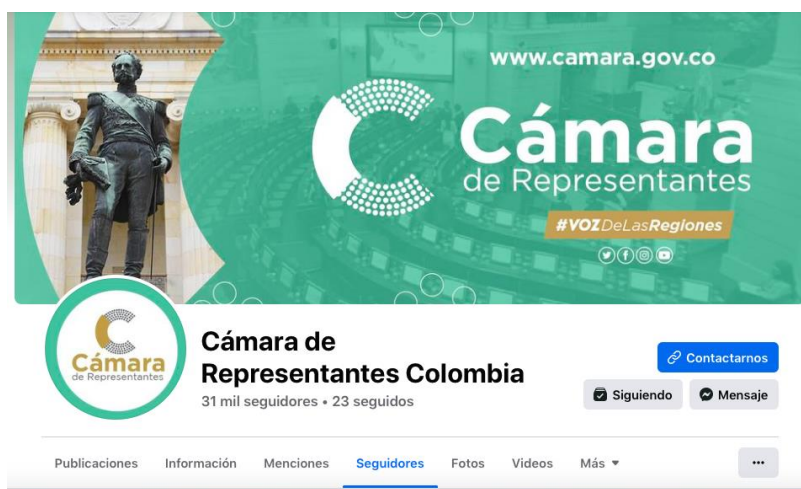 www.camara.gov.co
Cámara
de Representantes
#VOZDeLasRegiones
Cámara
de Representantes
Cámara de
Representantes Colombia
31 mil seguidores • 23 seguidos
Contactarnos
Siguiendo
Mensaje
Publicaciones Información Menciones Seguidores Fotos Videos Más